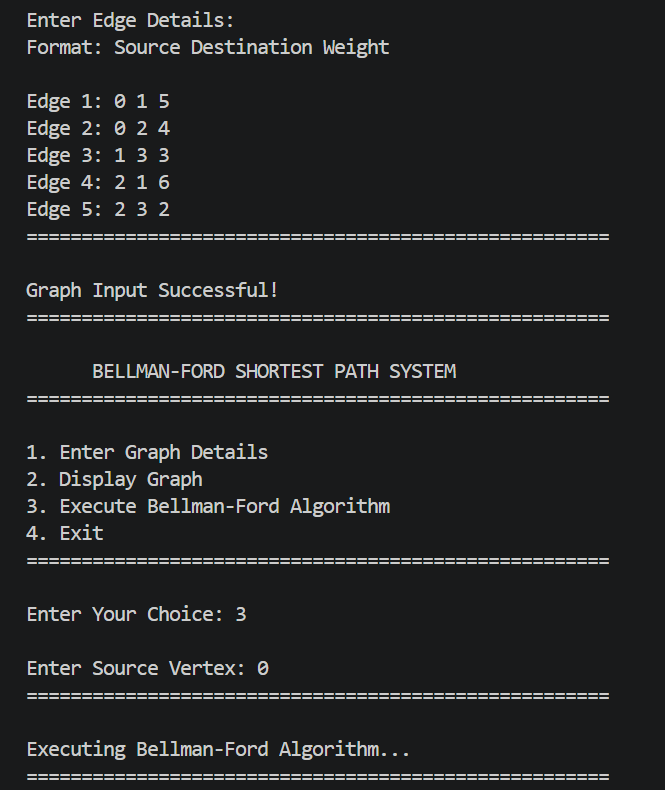 Enter Edge Details:
Format: Source Destination Weight
Edge 1: 0 1 5
Edge 2: 0 2 4
Edge 3: 1 3 3
Edge 4: 2 1 6
Edge 5: 2 3 2
=====================================================
Graph Input Successful!
=====================================================
BELLMAN-FORD SHORTEST PATH SYSTEM
=====================================================
1. Enter Graph Details
2. Display Graph
3. Execute Bellman-Ford Algorithm
4. Exit
=====================================================
Enter Your Choice: 3
Enter Source Vertex: 0
=====================================================
Executing Bellman-Ford Algorithm...
=====================================================